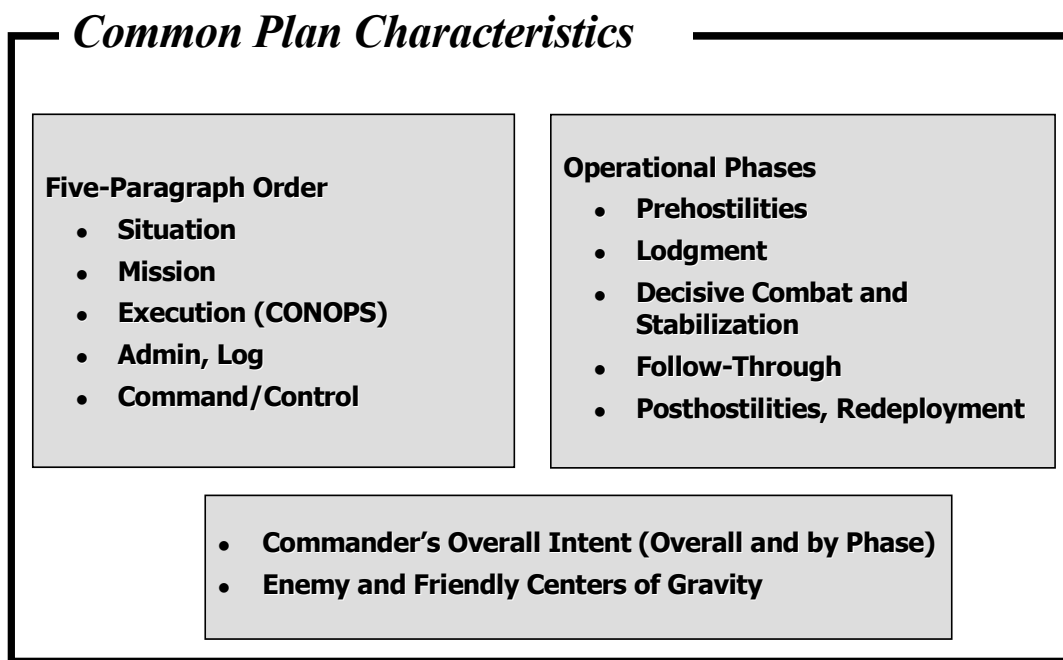 Common Plan Characteristics
Five-Paragraph Order
● Situation
● Mission
● Execution (CONOPS)
● Admin, Log
● Command/Control
Operational Phases
● Prehostilities
● Lodgment
● Decisive Combat and
Stabilization
● Follow-Through
● Posthostilities, Redeployment
● Commander’s Overall Intent (Overall and by Phase)
● Enemy and Friendly Centers of Gravity